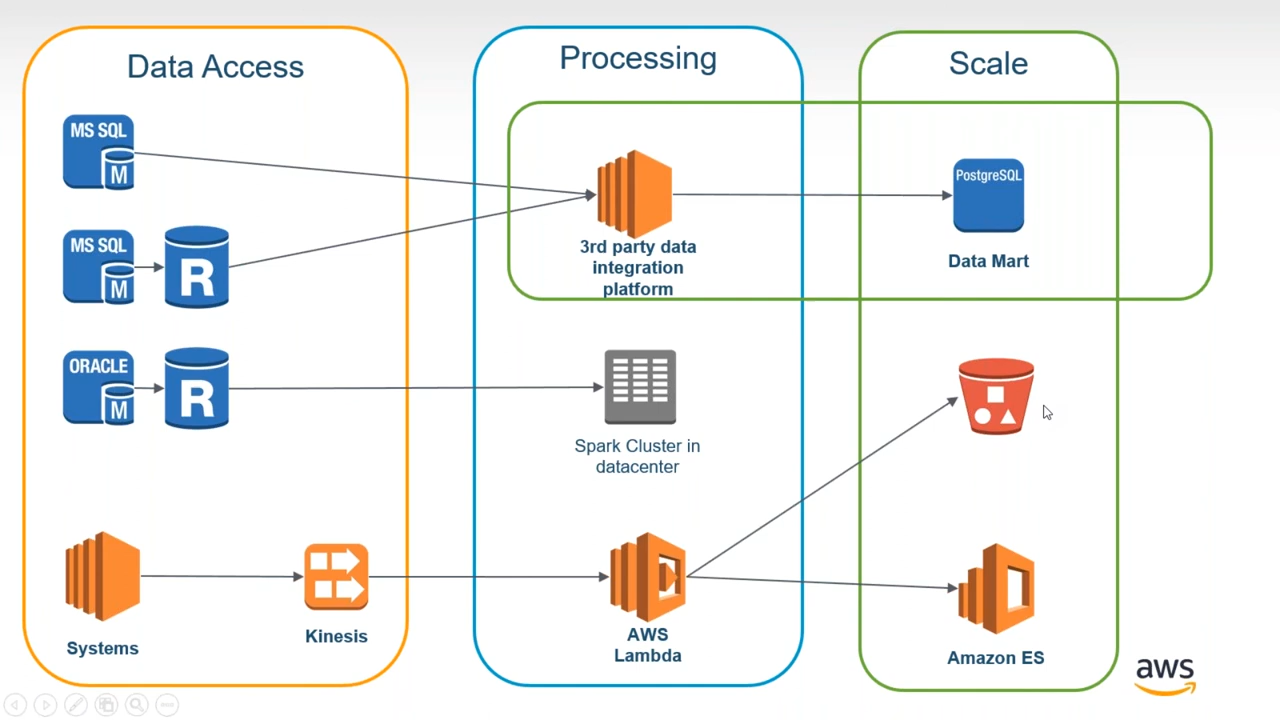 Data Access
Processing
Scale
MS SQL
M
MS SQL
M
R
ORACLE
M
R
3rd party data
integration
platform
PostgreSQL
Data Mart
Spark Cluster in
datacenter
Systems
Kinesis
AWS
Lambda
Amazon ES
aws